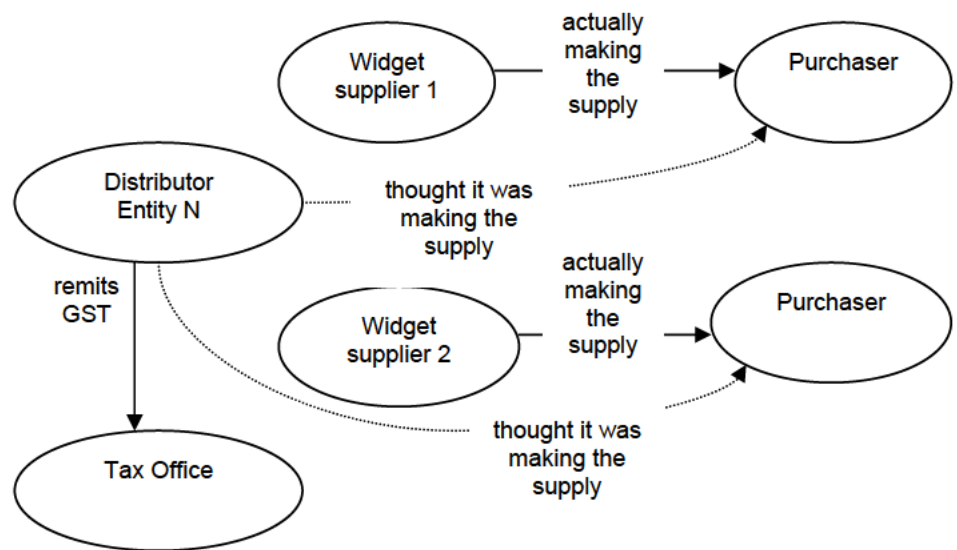 actually
making
the
supply
Widget
supplier 1
Purchaser
Distributor
Entity N
thought it was
making the
supply
remits
GST
actually
making
the
supply
Widget
supplier 2
Purchaser
thought it was
making the
supply
Tax Office